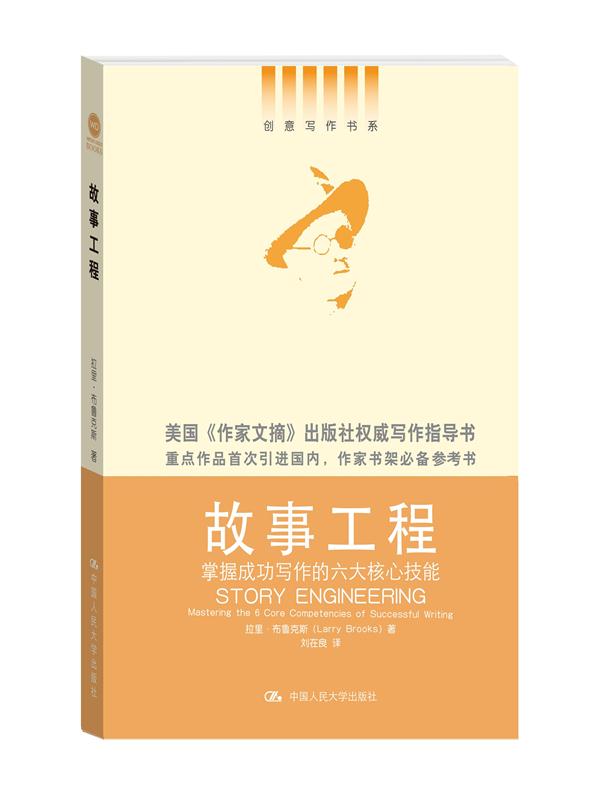 创意写作书系
美国《作家文摘》出版社权威写作指导书
重点作品首次引进国内，作家书架必备参考书
故事工程
掌握成功写作的六大核心技能
STORY ENGINEERING
Mastering the 6 Core Competencies of Successful Writing
拉里·布鲁克斯（Larry Brooks）著
刘在良 译
中国人民大学出版社
WD
BOOKS
故事工程
拉里·布鲁克斯 著
中国人民大学出版社